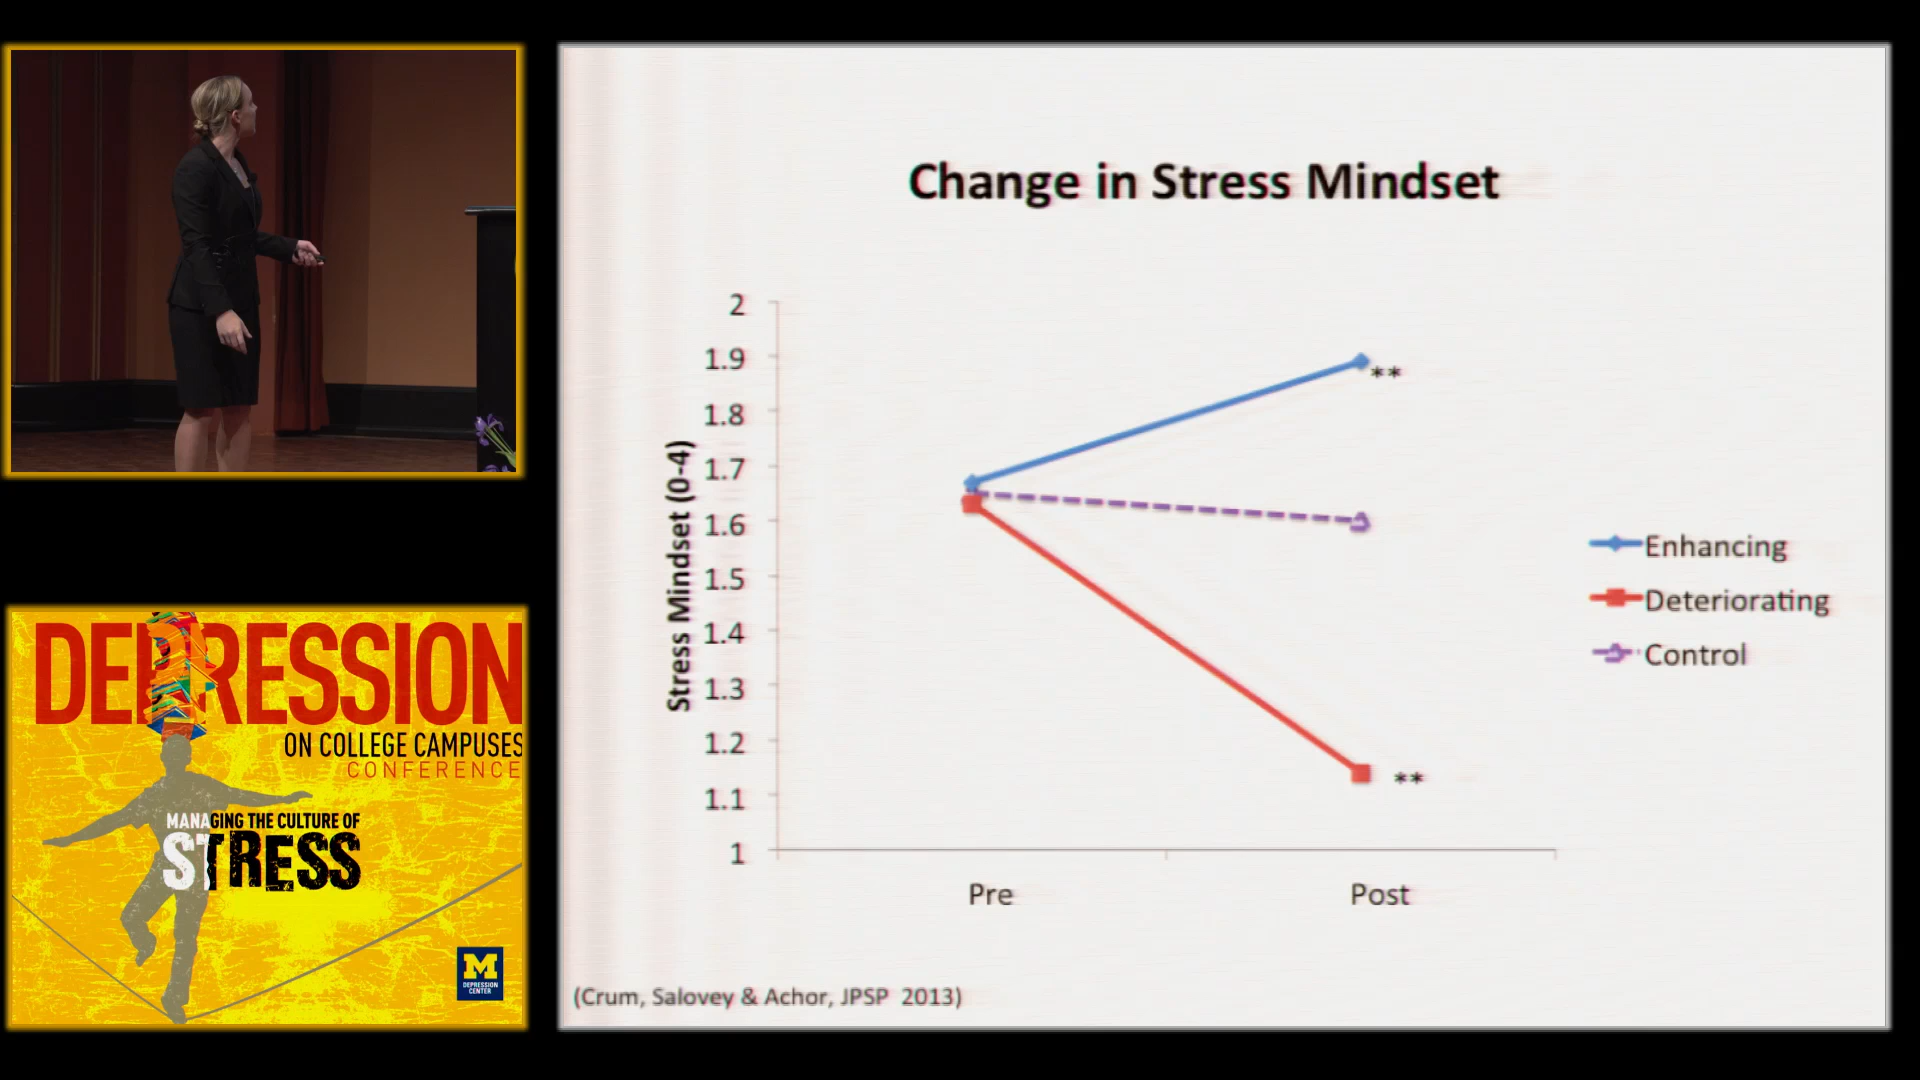 Change in Stress Mindset
Stress Mindset (0-4)
2
1.9
1.8
1.7
1.6
1.5
1.4
1.3
1.2
1.1
1
**
**
Pre
Post
Enhancing
Deteriorating
Control
(Crum, Salovey & Achor, JPSP 2013)
DEPRESSION
ON COLLEGE CAMPUSES
CONFERENCE
MANAGING THE CULTURE OF
STRESS
M
DEPRESSION
CENTER